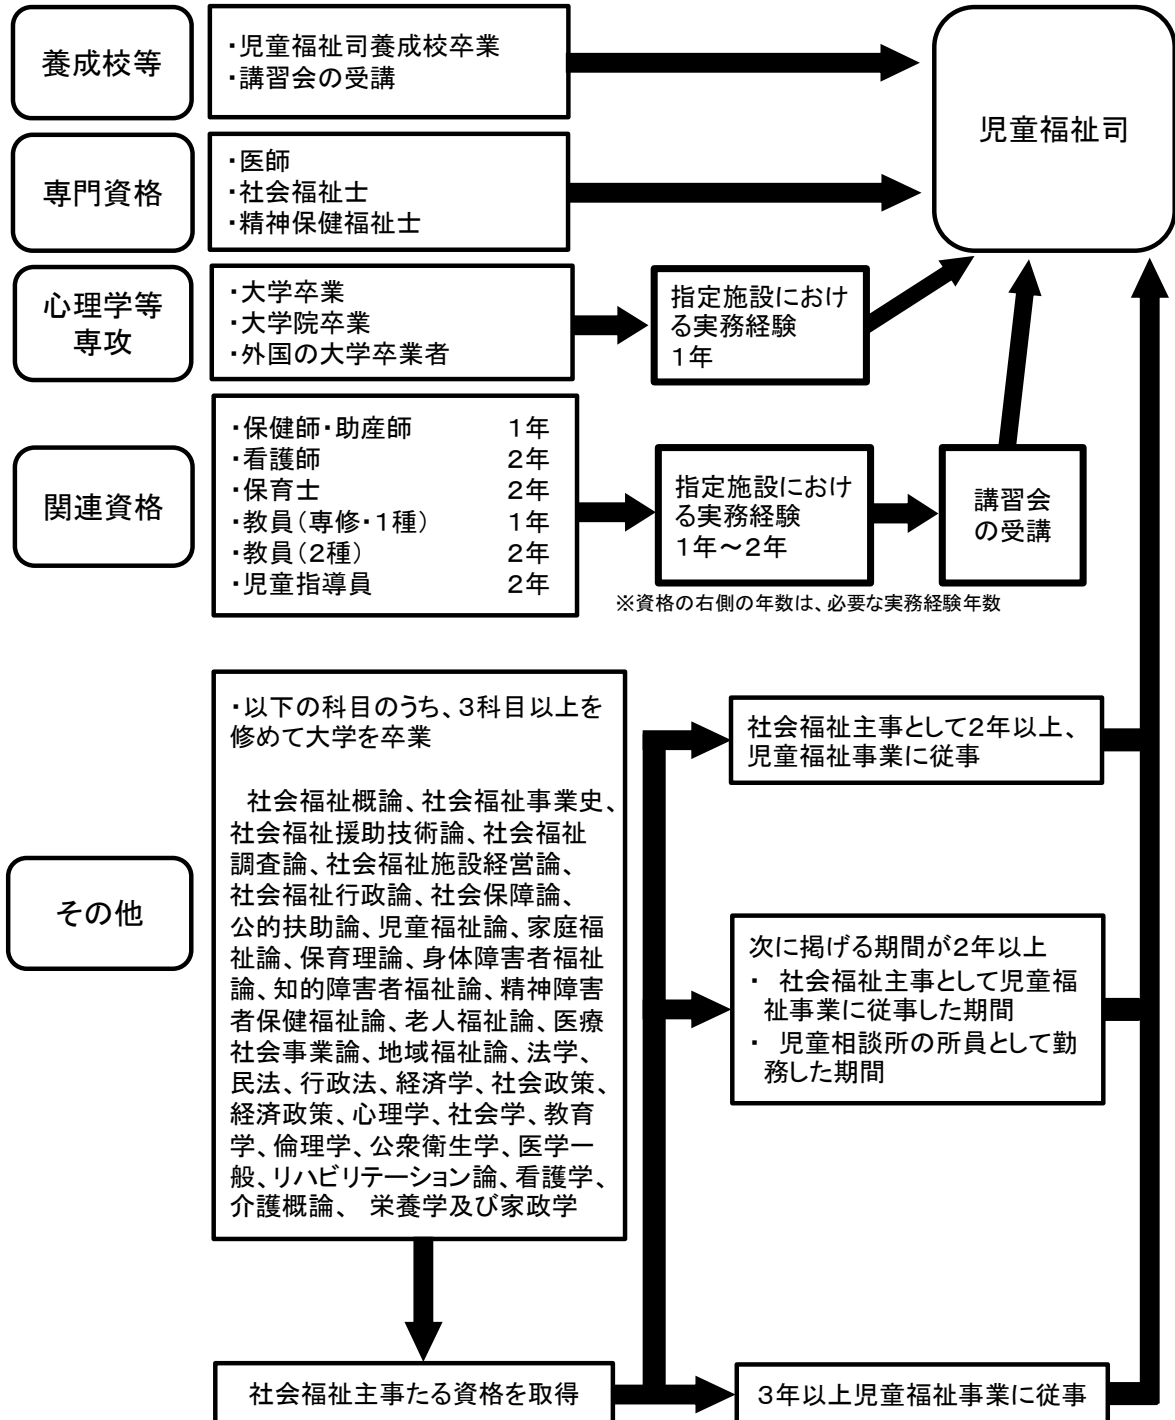 養成校等
・児童福祉司養成校卒業
・講習会の受講
児童福祉司
専門資格
・医師
・社会福祉士
・精神保健福祉士
心理学等
専攻
・大学卒業
・大学院卒業
・外国の大学卒業者
指定施設におけ
る実務経験
1年
関連資格
・保健師・助産師 1年
・看護師 2年
・保育士 2年
・教員(専修・1種) 1年
・教員(2種) 2年
・児童指導員 2年
指定施設におけ
る実務経験
1年～2年
講習会
の受講
※資格の右側の年数は、必要な実務経験年数
その他
・以下の科目のうち、3科目以上を
修めて大学を卒業
社会福祉概論、社会福祉事業史、
社会福祉援助技術論、社会福祉
調査論、社会福祉施設経営論、
社会福祉行政論、社会保障論、
公的扶助論、児童福祉論、家庭福
祉論、保育理論、身体障害者福祉
論、知的障害者福祉論、精神障害
者保健福祉論、老人福祉論、医療
社会事業論、地域福祉論、法学、
民法、行政法、経済学、社会政策、
経済政策、心理学、社会学、教育
学、倫理学、公衆衛生学、医学一
般、リハビリテーション論、看護学、
介護概論、 栄養学及び家政学
社会福祉主事たる資格を取得
社会福祉主事として2年以上、
児童福祉事業に従事
次に掲げる期間が2年以上
・ 社会福祉主事として児童福
祉事業に従事した期間
・ 児童相談所の所員として勤
務した期間
3年以上児童福祉事業に従事